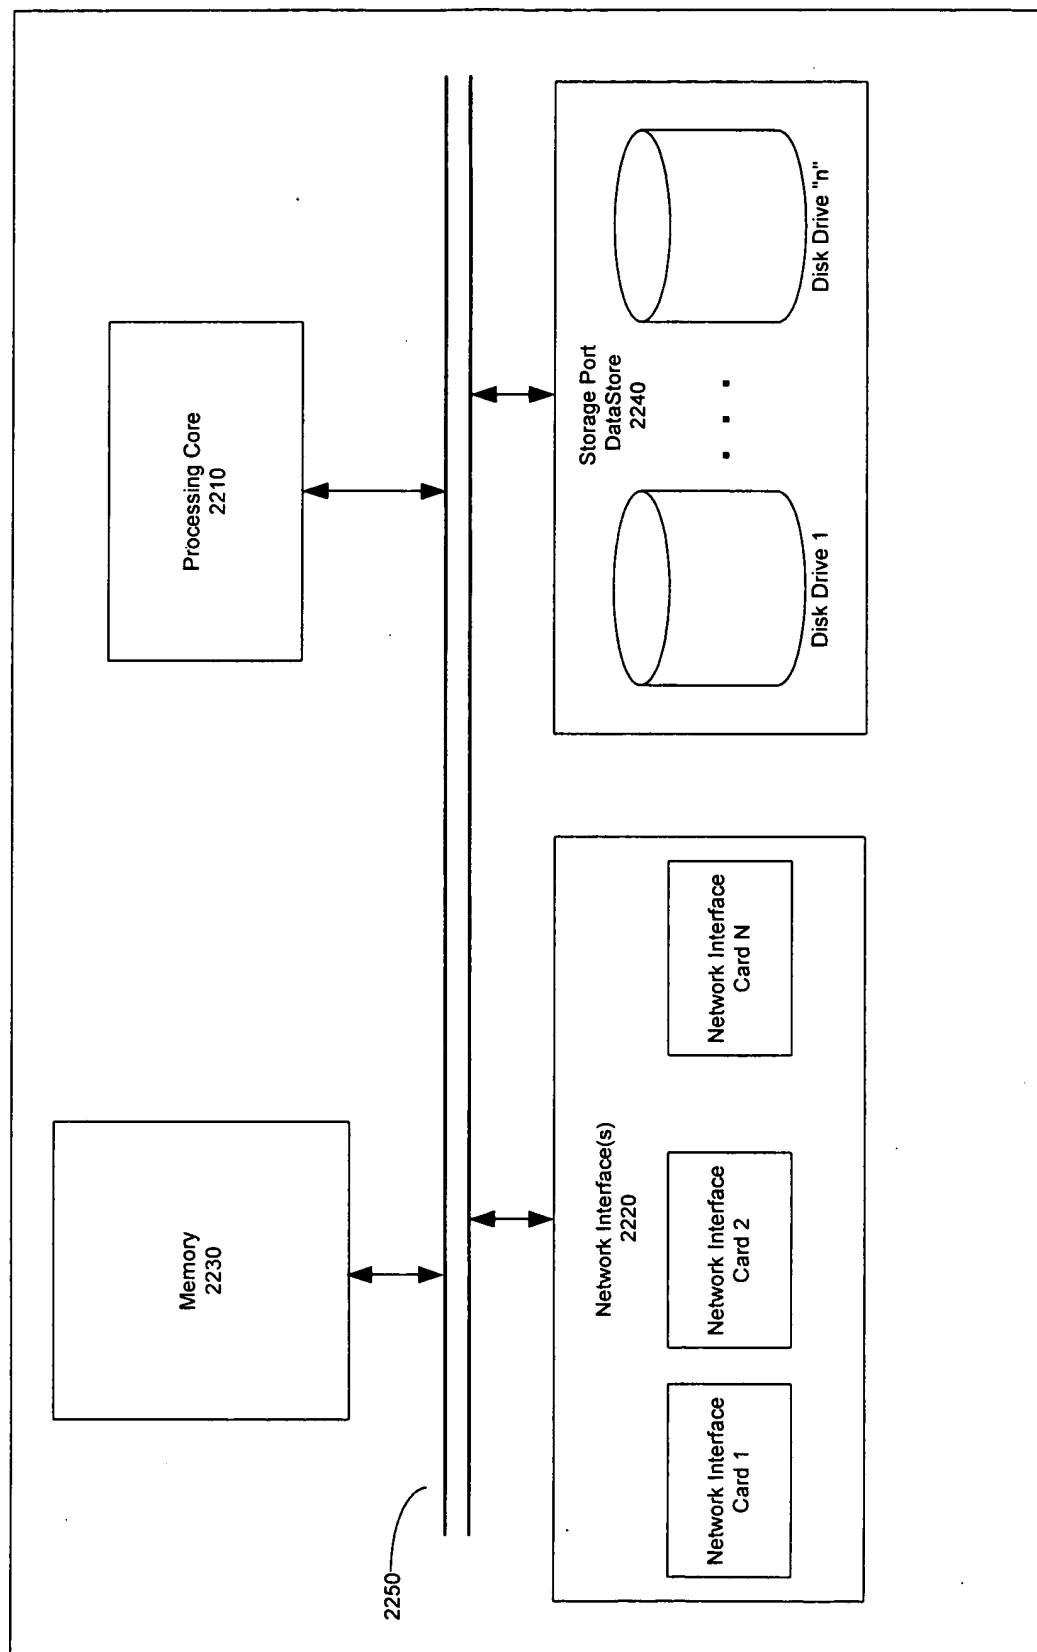 Memory
2230
Processing Core
2210
2250
Network Interface(s)
2220
Network Interface
Card 1
Network Interface
Card 2
Network Interface
Card N
Storage Port
DataStore
2240
Disk Drive 1
. . .
Disk Drive "n"